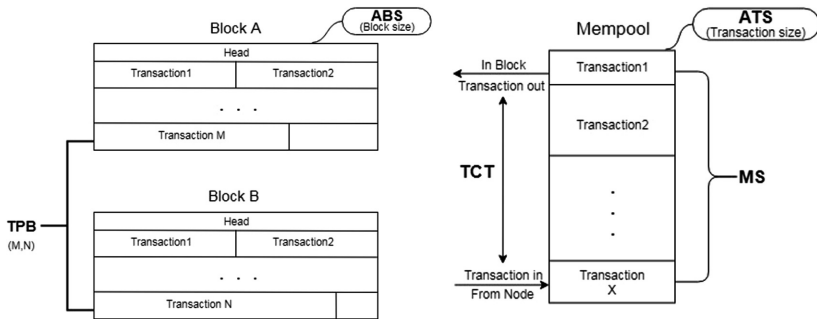 Block A
ABS
(Block size)
Head
Transaction1
Transaction2
. . .
Transaction M
TPB
(M,N)
Block B
Head
Transaction1
Transaction2
. . .
Transaction N
Mempool
ATS
(Transaction size)
In Block
Transaction out
Transaction1
Transaction2
TCT
MS
.
.
.
Transaction in
From Node
Transaction
X